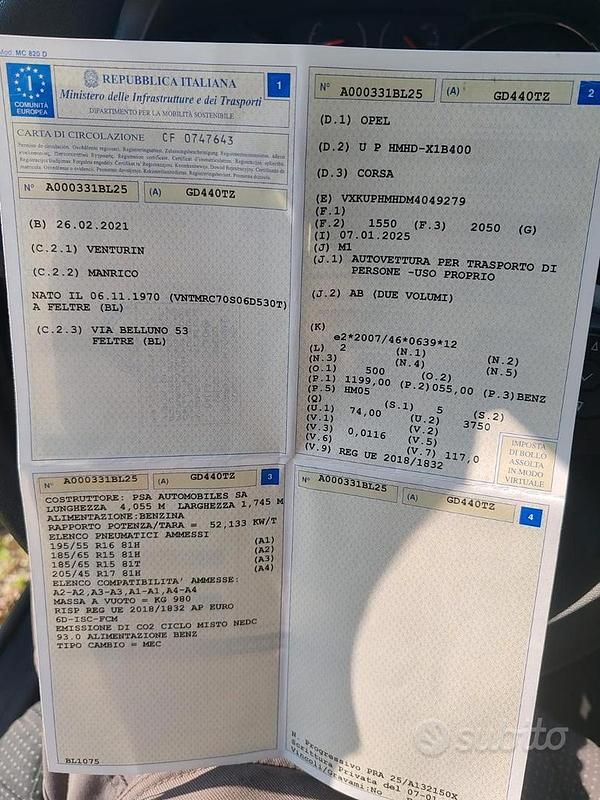 Mod. MC 820 D
COMUNITÀ
EUROPEA
REPUBBLICA ITALIANA
Ministero delle Infrastrutture e dei Trasporti
DIPARTIMENTO PER LA MOBILITÀ SOSTENIBILE
1
CARTA DI CIRCOLAZIONE CF 0747643
N° A000331BL25 (A) GD440TZ
(B) 26.02.2021
(C.2.1) VENTURIN
(C.2.2) MANRICO
NATO IL 06.11.1970 (VNTMRC70S06D530T)
A FELTRE (BL)
(C.2.3) VIA BELLUNO 53
FELTRE (BL)
N° A000331BL25 (A) GD440TZ 2
(D.1) OPEL
(D.2) U P HMHD-X1B400
(D.3) CORSA
(E) VXKUPHMHDM4049279
(F.1)
(F.2) 1550 (F.3) 2050 (G)
(I) 07.01.2025
(J) M1
(J.1) AUTOVETTURA PER TRASPORTO DI
PERSONE -USO PROPRIO
(J.2) AB (DUE VOLUMI)
(K)
e2*2007/46*0639*12
(L) 2 (N.1) (N.2)
(N.3) (N.4) (N.5)
(O.1) 500 (O.2)
(P.1) 1199,00 (P.2)055,00 (P.3)BENZ
(P.5) HM05
(Q) (S.1) 5 (S.2)
(U.1) 74,00 (U.2) 3750
(V.1) (V.2)
(V.3) 0,0116 (V.5)
(V.6) (V.7) 117,0
(V.9) REG UE 2018/1832
IMPOSTA
DI BOLLO
ASSOLTA
IN MODO
VIRTUALE
N° A000331BL25 (A) GD440TZ 3
COSTRUTTORE: PSA AUTOMOBILES SA
LUNGHEZZA 4,055 M LARGHEZZA 1,745 M
ALIMENTAZIONE:BENZINA
RAPPORTO POTENZA/TARA = 52,133 KW/T
ELENCO PNEUMATICI AMMESSI
195/55 R16 81H (A1)
185/65 R15 81H (A2)
185/65 R15 81T (A3)
205/45 R17 81H (A4)
ELENCO COMPATIBILITA' AMMESSE:
A2-A2,A3-A3,A1-A1,A4-A4
MASSA A VUOTO = KG 980
RISP REG UE 2018/1832 AP EURO
6D-ISC-FCM
EMISSIONE DI CO2 CICLO MISTO NEDC
93.0 ALIMENTAZIONE BENZ
TIPO CAMBIO = MEC
BL1075
N° A000331BL25 (A) GD440TZ 4
N. Progressivo PRA 25/A132150X
Scrittura Privata del 07-01
Vincoli/Gravami:No
subito